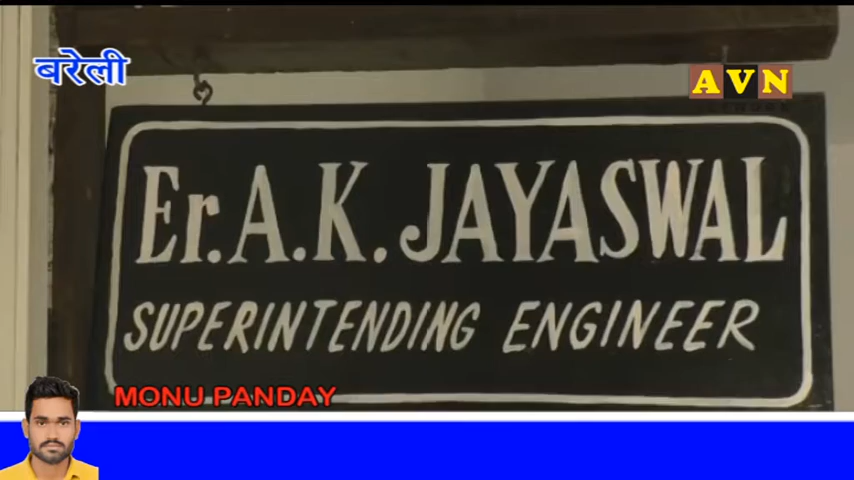 बरेली
AVN
Er. A.K. JAYASWAL
SUPERINTENDING ENGINEER
MONU PANDAY